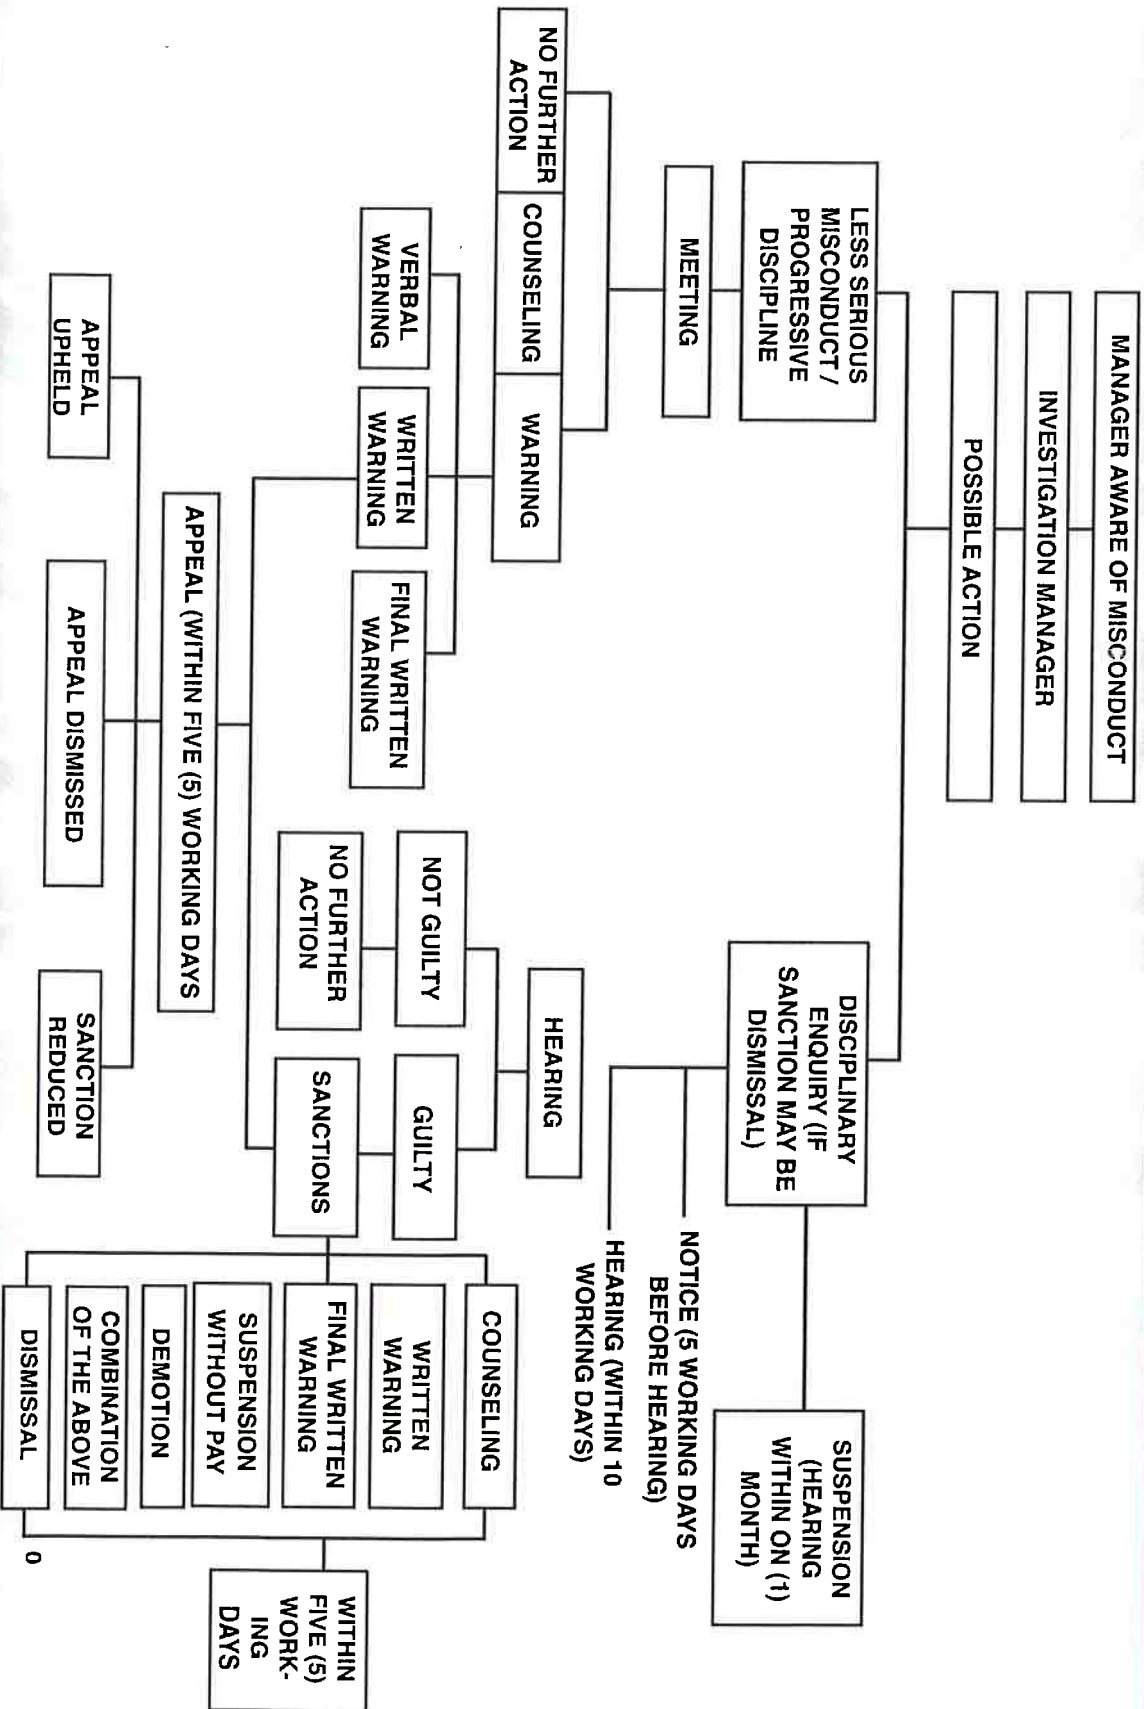 MANAGER AWARE OF MISCONDUCT
INVESTIGATION MANAGER
POSSIBLE ACTION
LESS SERIOUS
MISCONDUCT /
PROGRESSIVE
DISCIPLINE
MEETING
NO FURTHER
ACTION
COUNSELING
WARNING
VERBAL
WARNING
WRITTEN
WARNING
FINAL WRITTEN
WARNING
DISCIPLINARY
ENQUIRY (IF
SANCTION MAY BE
DISMISSAL)
SUSPENSION
(HEARING
WITHIN ON (1)
MONTH)
NOTICE (5 WORKING DAYS
BEFORE HEARING)
HEARING (WITHIN 10
WORKING DAYS)
HEARING
NOT GUILTY
GUILTY
NO FURTHER
ACTION
SANCTIONS
COUNSELING
WRITTEN
WARNING
FINAL WRITTEN
WARNING
SUSPENSION
WITHOUT PAY
DEMOTION
COMBINATION
OF THE ABOVE
DISMISSAL
0
WITHIN
FIVE (5)
WORK-
ING
DAYS
APPEAL (WITHIN FIVE (5) WORKING DAYS
APPEAL
UPHELD
APPEAL DISMISSED
SANCTION
REDUCED